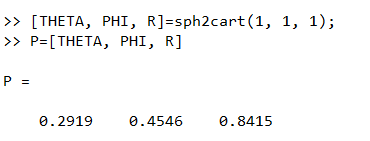 >> [THETA, PHI, R]=sph2cart(1, 1, 1);
>> P=[THETA, PHI, R]
P =
0.2919 0.4546 0.8415